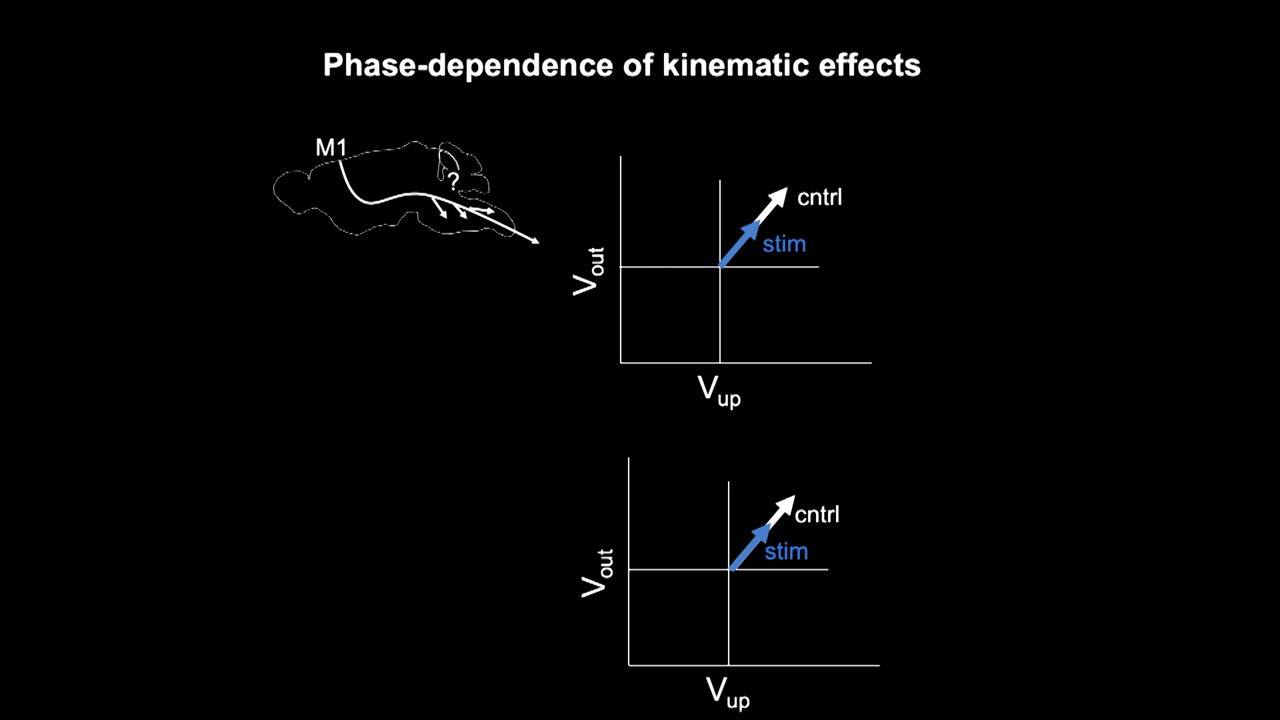 Phase-dependence of kinematic effects
M1
?
cntrl
stim
Vout
Vup
cntrl
stim
Vout
Vup